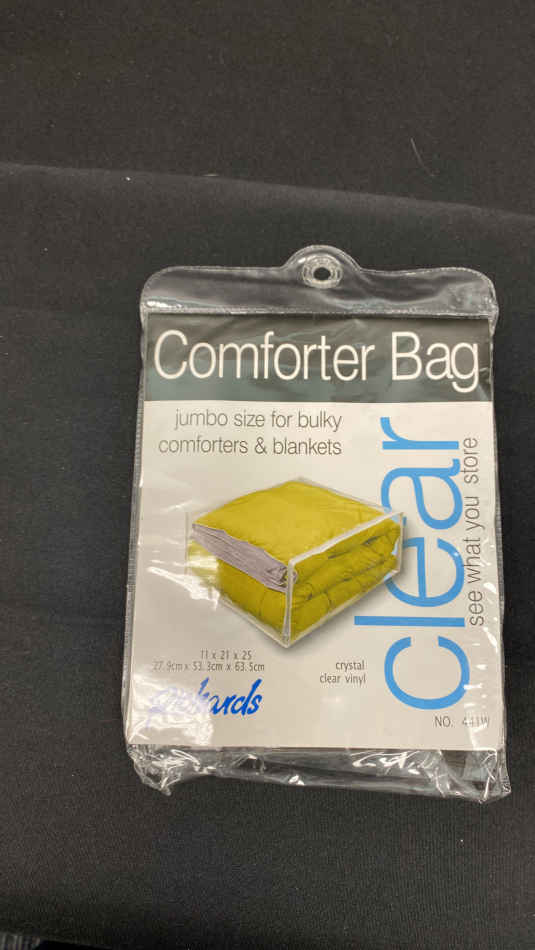 Comforter Bag
jumbo size for bulky
comforters & blankets
clear
see what you store
11 x 21 x 25
27.9cm x 53.3cm x 63.5cm
crystal
clear vinyl
Richards
NO. 441W